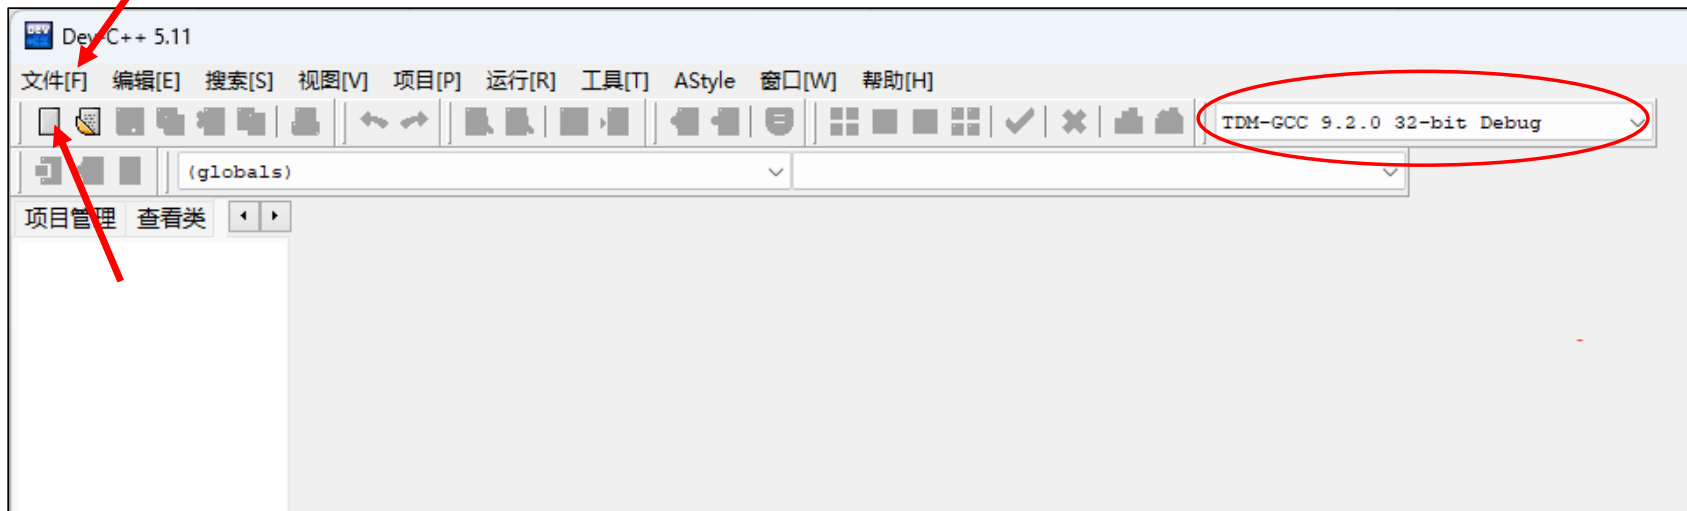 Dev-C++ 5.11
文件[F] 编辑[E] 搜索[S] 视图[V] 项目[P] 运行[R] 工具[T] AStyle 窗口[W] 帮助[H]
TDM-GCC 9.2.0 32-bit Debug
(globals)
项目管理 查看类